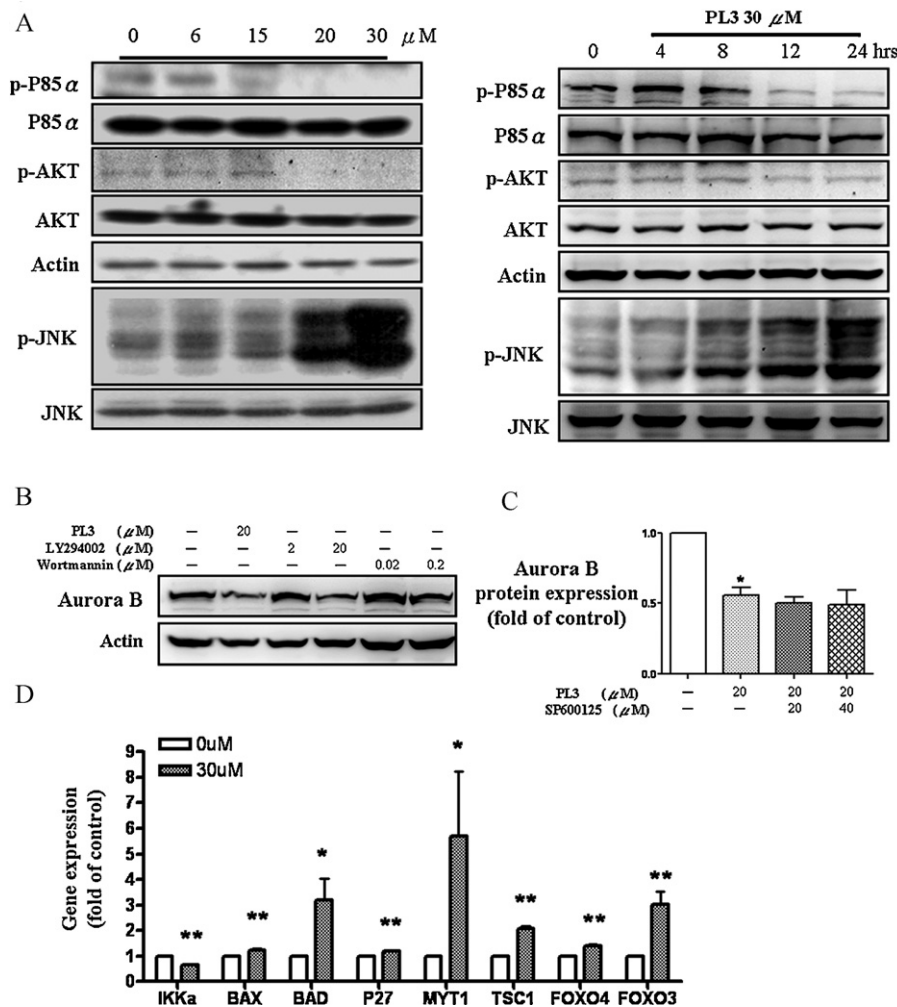 A
0 6 15 20 30 μM
p-P85α
P85α
p-AKT
AKT
Actin
p-JNK
JNK
PL3 30 μM
0 4 8 12 24 hrs
p-P85α
P85α
p-AKT
AKT
Actin
p-JNK
JNK
B
PL3 (μM) — 20 — — — —
LY294002 (μM) — — 2 20 — —
Wortmannin (μM) — — — — 0.02 0.2
Aurora B
Actin
C
Aurora B
protein expression
(fold of control)
1.0
0.5
0.0
*
PL3 (μM) — 20 20 20
SP600125 (μM) — — 20 40
D
Gene expression
(fold of control)
9
8
7
6
5
4
3
2
1
0
0uM
30uM
** ** * ** * ** ** **
IKKa BAX BAD P27 MYT1 TSC1 FOXO4 FOXO3